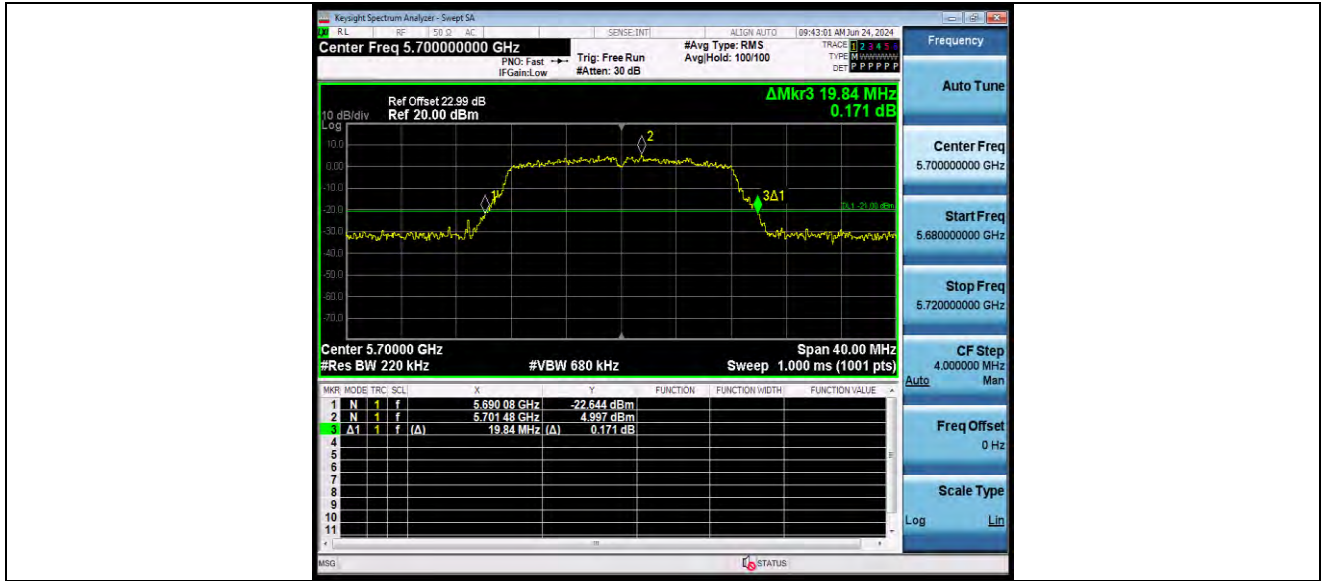 Keysight Spectrum Analyzer - Swept SA
RL RF 50 Ω AC SENSE:INT ALIGN AUTO 09:43:01 AM Jun 24, 2024
Center Freq 5.700000000 GHz
PNO: Fast
IFGain:Low
Trig: Free Run
#Atten: 30 dB
#Avg Type: RMS
Avg|Hold: 100/100
TRACE 1 2 3 4 5 6
TYPE M WWWWW
DET P P P P P P
Frequency
ΔMkr3 19.84 MHz
0.171 dB
Ref Offset 22.99 dB
10 dB/div Ref 20.00 dBm
Log
10.0
0.00
-10.0
-20.0
-30.0
-40.0
-50.0
-60.0
-70.0
1
2
3Δ1
DL1 -21.00 dBm
Center 5.70000 GHz Span 40.00 MHz
#Res BW 220 kHz #VBW 680 kHz Sweep 1.000 ms (1001 pts)
MKR MODE TRC SCL X Y FUNCTION FUNCTION WIDTH FUNCTION VALUE
1 N 1 f 5.690 08 GHz -22.644 dBm
2 N 1 f 5.701 48 GHz 4.997 dBm
3 Δ1 1 f (Δ) 19.84 MHz (Δ) 0.171 dB
4
5
6
7
8
9
10
11
MSG STATUS
Auto Tune
Center Freq
5.700000000 GHz
Start Freq
5.680000000 GHz
Stop Freq
5.720000000 GHz
CF Step
4.000000 MHz
Auto Man
Freq Offset
0 Hz
Scale Type
Log Lin